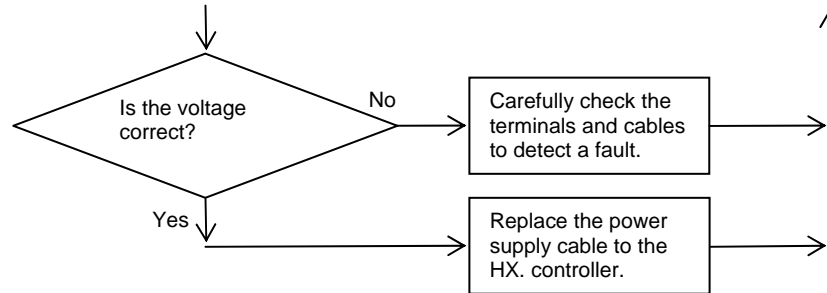 Is the voltage
correct?
No
Carefully check the
terminals and cables
to detect a fault.
Yes
Replace the power
supply cable to the
HX. controller.